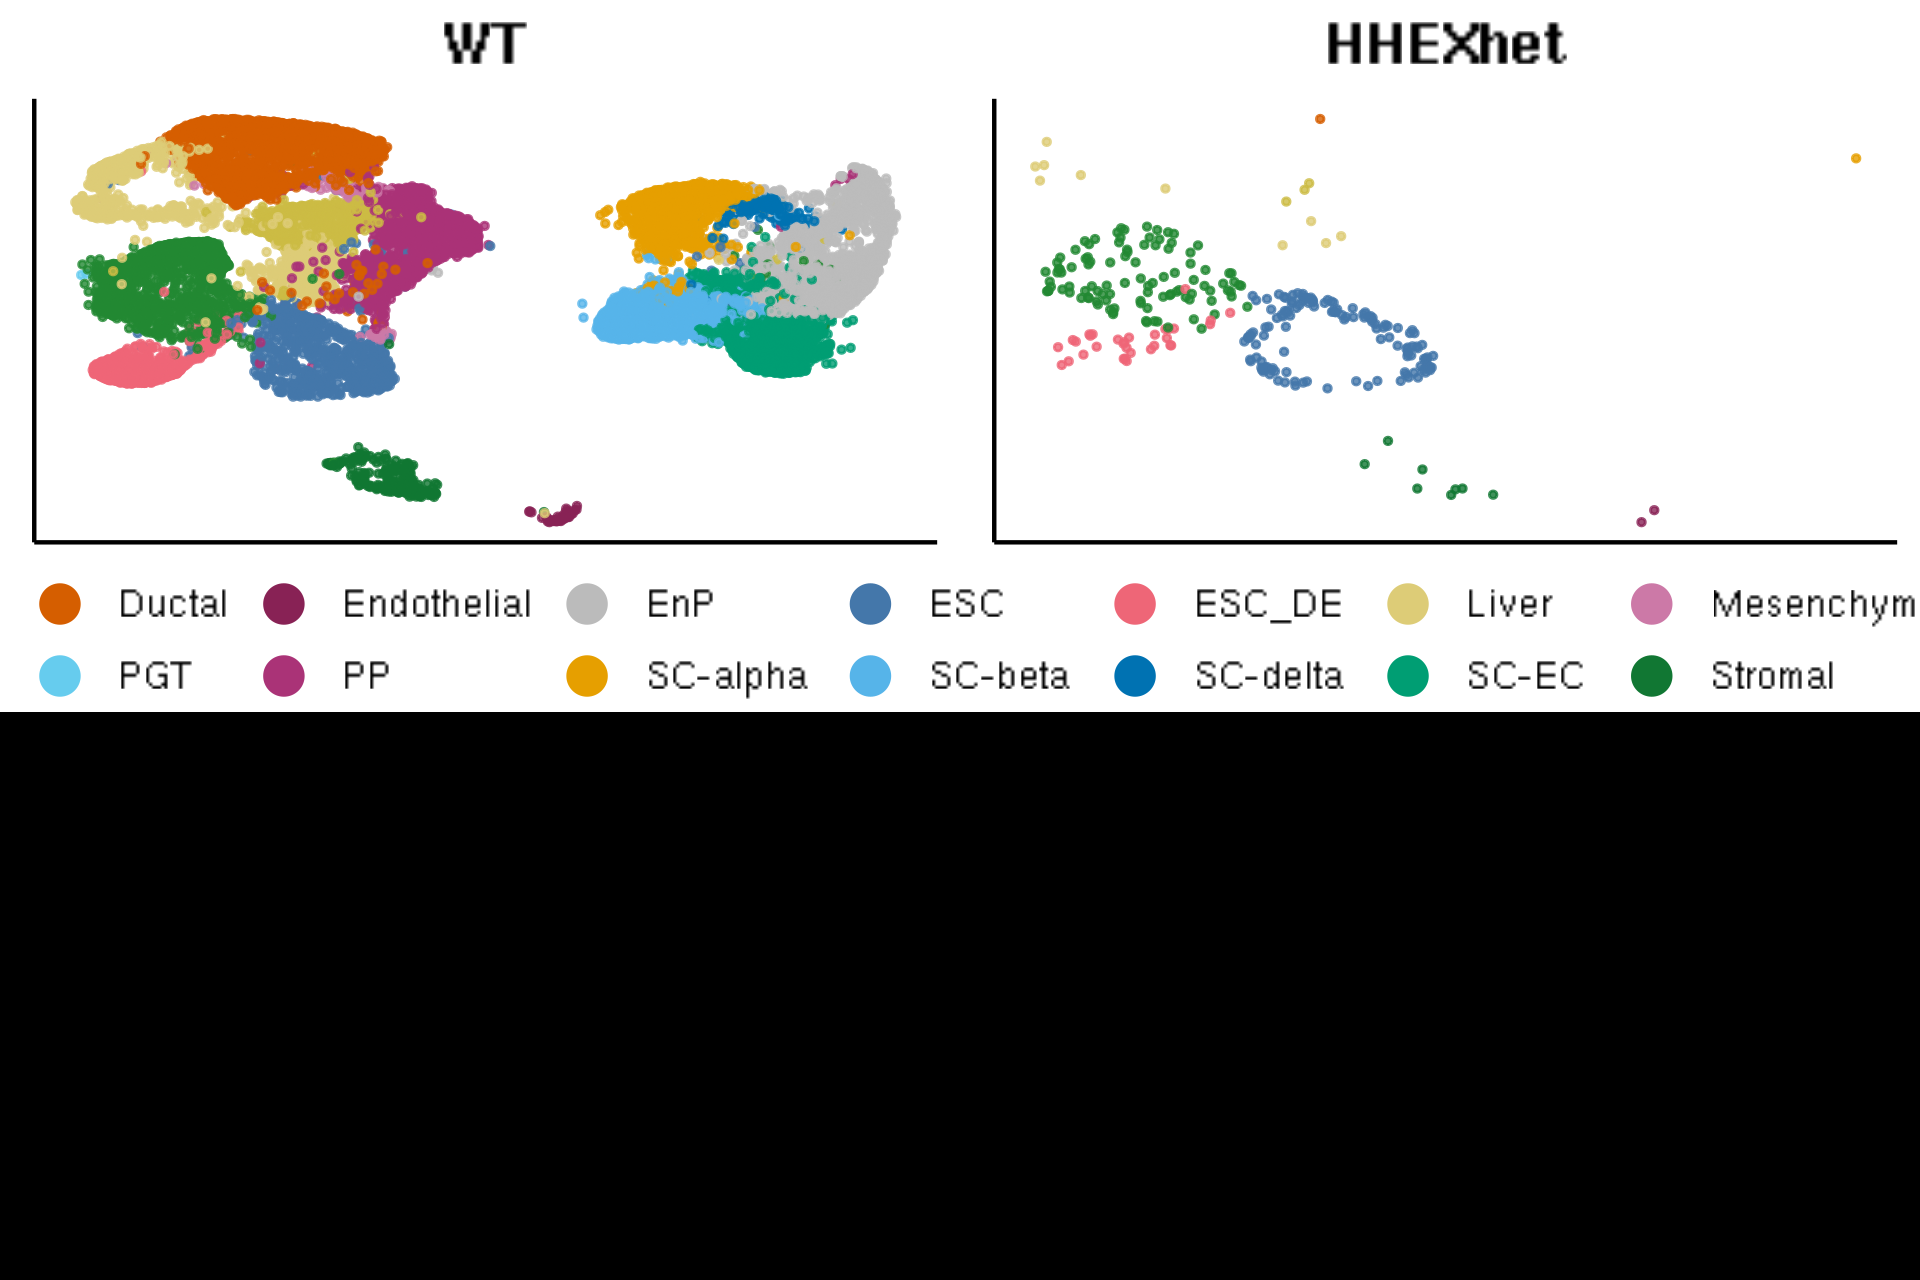 WT HHEXhet
Ductal Endothelial EnP ESC ESC_DE Liver Mesenchym
PGT PP SC-alpha SC-beta SC-delta SC-EC Stromal